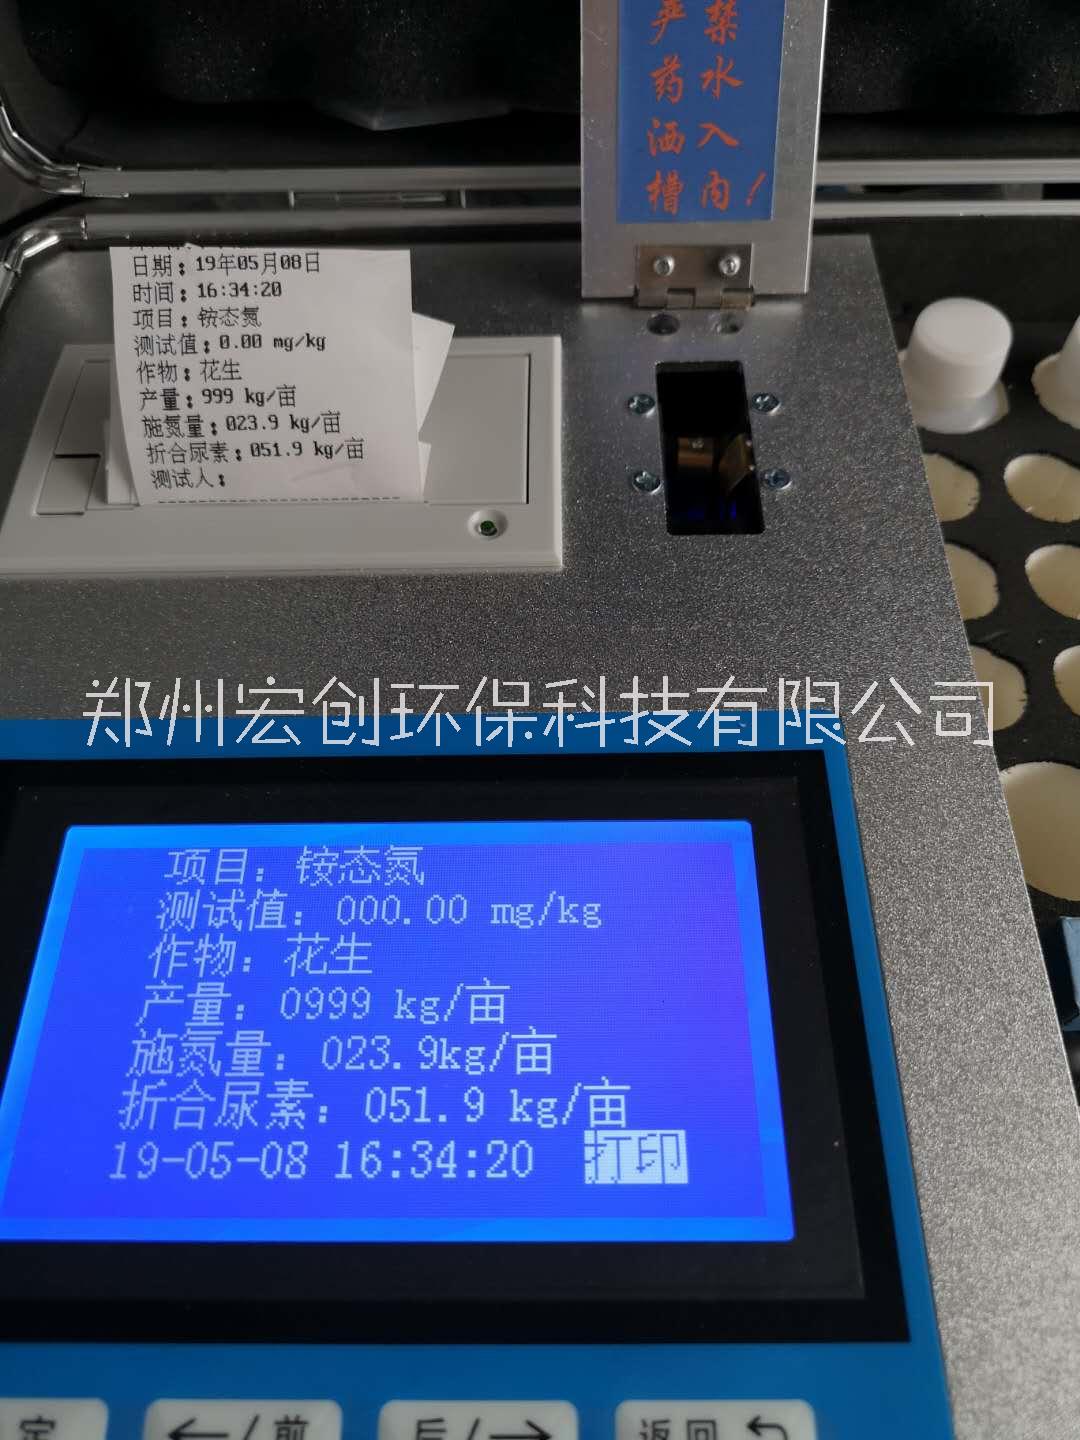 严禁
药水
洒入
槽内！
日期：19年05月08日
时间：16:34:20
项目：铵态氮
测试值：0.00 mg/kg
作物：花生
产量：999 kg/亩
施氮量：023.9 kg/亩
折合尿素：051.9 kg/亩
测试人：
郑州宏创环保科技有限公司
项目：铵态氮
测试值：000.00 mg/kg
作物：花生
产量：0999 kg/亩
施氮量：023.9kg/亩
折合尿素：051.9 kg/亩
19-05-08 16:34:20 打印
定
←/前
后/→
返回